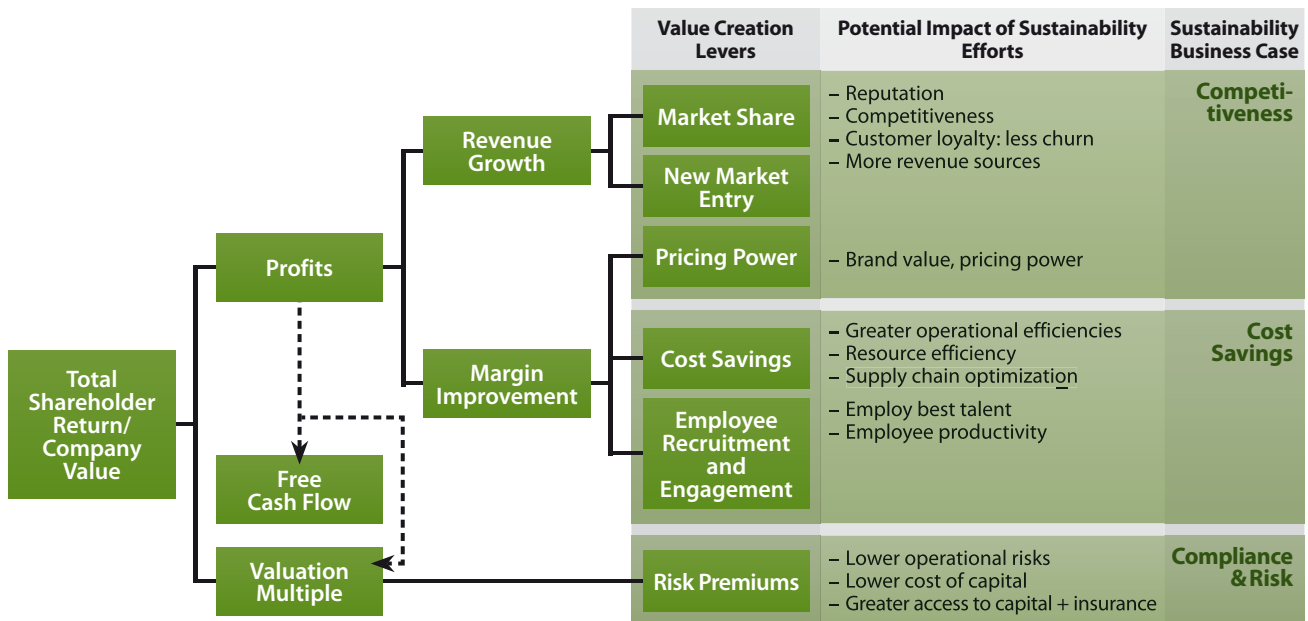 Value Creation
Levers
Potential Impact of Sustainability
Efforts
Sustainability
Business Case
Total
Shareholder
Return/
Company
Value
Profits
Free
Cash Flow
Valuation
Multiple
Revenue
Growth
Margin
Improvement
Market Share
New Market
Entry
Pricing Power
– Reputation
– Competitiveness
– Customer loyalty: less churn
– More revenue sources
– Brand value, pricing power
Competi-
tiveness
Cost Savings
Employee
Recruitment
and
Engagement
– Greater operational efficiencies
– Resource efficiency
– Supply chain optimization
– Employ best talent
– Employee productivity
Cost
Savings
Risk Premiums
– Lower operational risks
– Lower cost of capital
– Greater access to capital + insurance
Compliance
& Risk